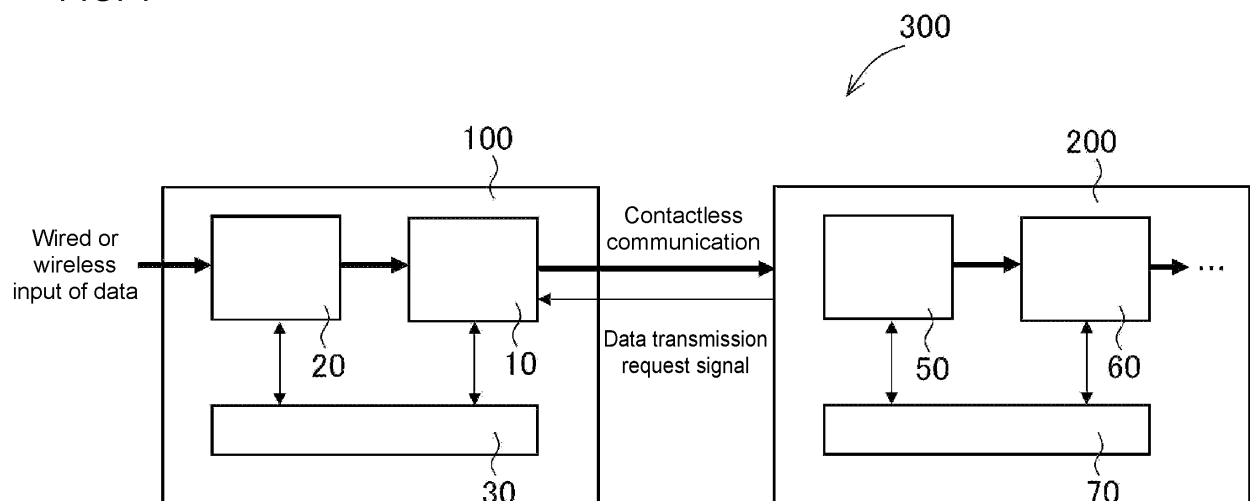 300
100
200
Wired or
wireless
input of data
Contactless
communication
...
Data transmission
request signal
20
10
50
60
30
70